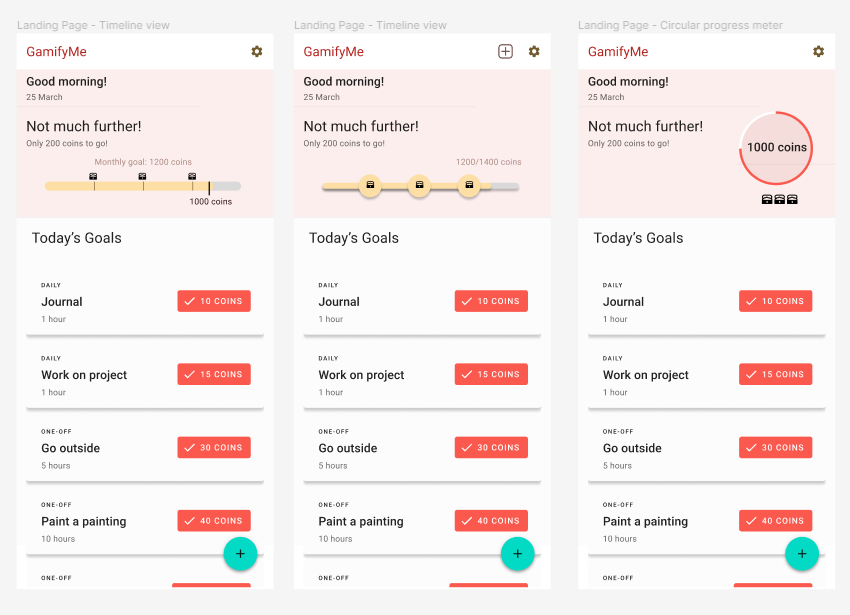 Landing Page - Timeline view
GamifyMe
Good morning!
25 March
Not much further!
Only 200 coins to go!
Monthly goal: 1200 coins
1000 coins
Today's Goals
DAILY
Journal
1 hour
10 COINS
DAILY
Work on project
1 hour
15 COINS
ONE-OFF
Go outside
5 hours
30 COINS
ONE-OFF
Paint a painting
10 hours
40 COINS
+
ONE-OFF
Landing Page - Timeline view
GamifyMe
Good morning!
25 March
Not much further!
Only 200 coins to go!
1200/1400 coins
Today's Goals
DAILY
Journal
1 hour
10 COINS
DAILY
Work on project
1 hour
15 COINS
ONE-OFF
Go outside
5 hours
30 COINS
ONE-OFF
Paint a painting
10 hours
40 COINS
+
ONE-OFF
Landing Page - Circular progress meter
GamifyMe
Good morning!
25 March
Not much further!
Only 200 coins to go!
1000 coins
Today's Goals
DAILY
Journal
1 hour
10 COINS
DAILY
Work on project
1 hour
15 COINS
ONE-OFF
Go outside
5 hours
30 COINS
ONE-OFF
Paint a painting
10 hours
40 COINS
+
ONE-OFF